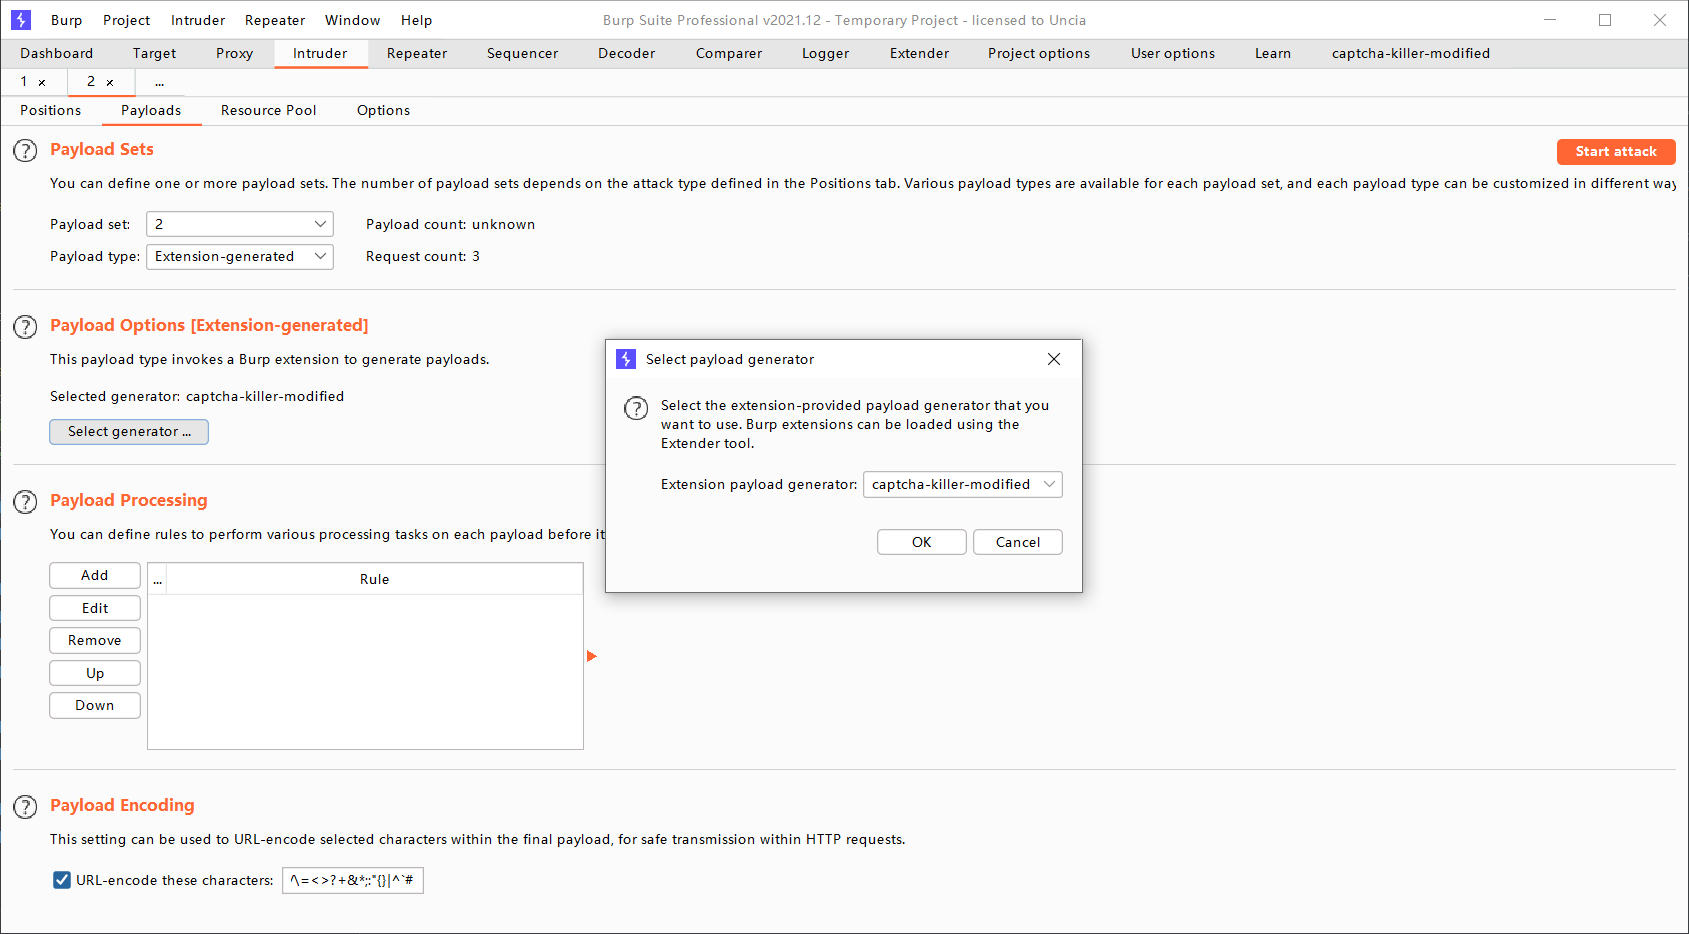 Burp Project Intruder Repeater Window Help Burp Suite Professional v2021.12 - Temporary Project - licensed to Uncia
Dashboard Target Proxy Intruder Repeater Sequencer Decoder Comparer Logger Extender Project options User options Learn captcha-killer-modified
1 × 2 × ...
Positions Payloads Resource Pool Options
? Payload Sets Start attack
You can define one or more payload sets. The number of payload sets depends on the attack type defined in the Positions tab. Various payload types are available for each payload set, and each payload type can be customized in different way
Payload set: 2 Payload count: unknown
Payload type: Extension-generated Request count: 3
? Payload Options [Extension-generated]
This payload type invokes a Burp extension to generate payloads.
Selected generator: captcha-killer-modified
Select generator ...
Select payload generator
? Select the extension-provided payload generator that you
want to use. Burp extensions can be loaded using the
Extender tool.
Extension payload generator: captcha-killer-modified
OK Cancel
? Payload Processing
You can define rules to perform various processing tasks on each payload before it
Add
Edit
Remove
Up
Down
... Rule
? Payload Encoding
This setting can be used to URL-encode selected characters within the final payload, for safe transmission within HTTP requests.
URL-encode these characters: /\=<>?+&*;:"{}|^`#